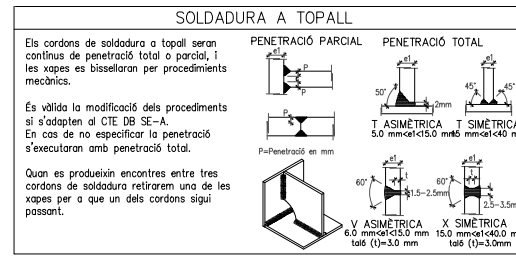 SOLDADURA A TOPALL
Els cordons de soldadura a topall seran
continus de penetració total o parcial, i
les xapes es bissellaran per procediments
mecànics.
És vàlida la modificació dels procediments
si s'adapten al CTE DB SE-A.
En cas de no especificar la penetració
s'executaran amb penetració total.
Quan es produeixin encontres entre tres
cordons de soldadura retirarem una de les
xapes per a que un dels cordons sigui
passant.
PENETRACIÓ PARCIAL
e1
P
P
P
P=Penetració en mm
PENETRACIÓ TOTAL
e1
50°
2mm
T ASIMÈTRICA
5.0 mm<e1<15.0 mm
e1
45°
45°
T SIMÈTRICA
15 mm<e1<40 m
e1
t
60°
1.5-2.5mm
V ASIMÈTRICA
6.0 mm<e1<15.0 mm
taló (t)=3.0 mm
e1
t
60°
2.5-3.5m
X SIMÈTRICA
15.0 mm<e1<40.0 m
taló (t)=3.0mm